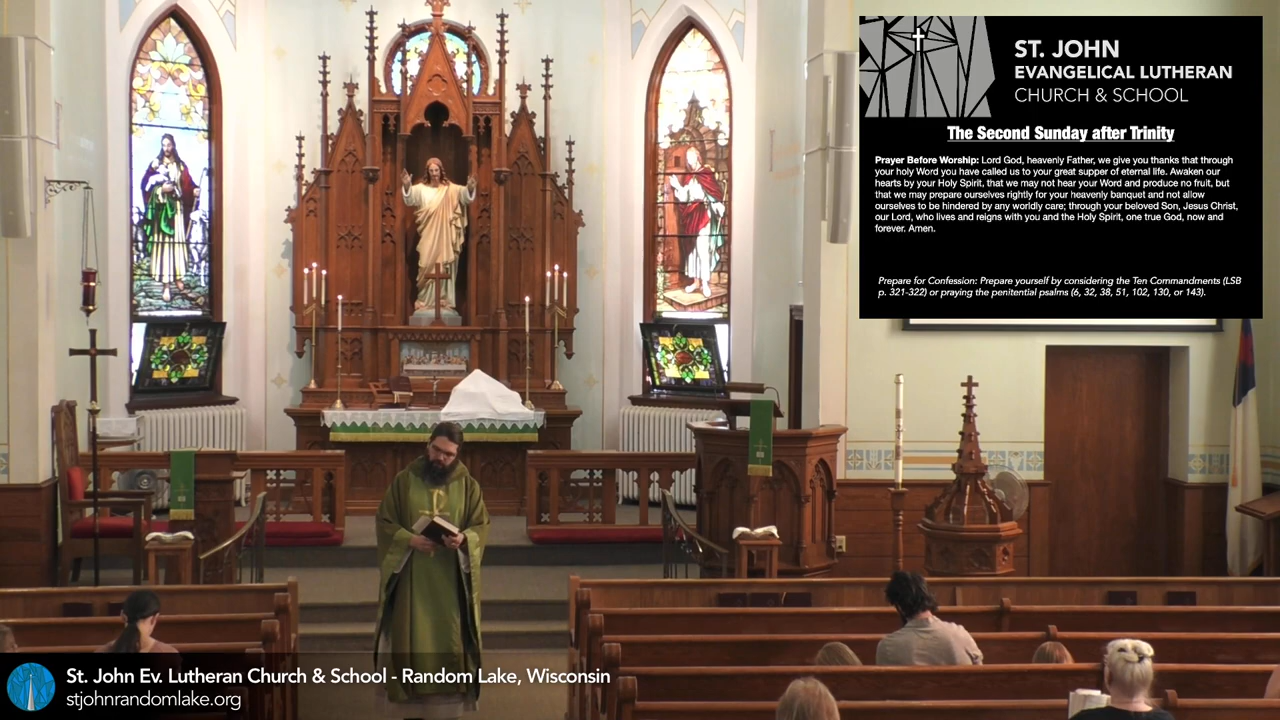 ST. JOHN
EVANGELICAL LUTHERAN
CHURCH & SCHOOL
The Second Sunday after Trinity
Prayer Before Worship: Lord God, heavenly Father, we give you thanks that through
your holy Word you have called us to your great supper of eternal life. Awaken our
hearts by your Holy Spirit, that we may not hear your Word and produce no fruit, but
that we may prepare ourselves rightly for your heavenly banquet and not allow
ourselves to be hindered by any worldly care; through your beloved Son, Jesus Christ,
our Lord, who lives and reigns with you and the Holy Spirit, one true God, now and
forever. Amen.
Prepare for Confession: Prepare yourself by considering the Ten Commandments (LSB
p. 321-322) or praying the penitential psalms (6, 32, 38, 51, 102, 130, or 143).
St. John Ev. Lutheran Church & School - Random Lake, Wisconsin
stjohnrandomlake.org